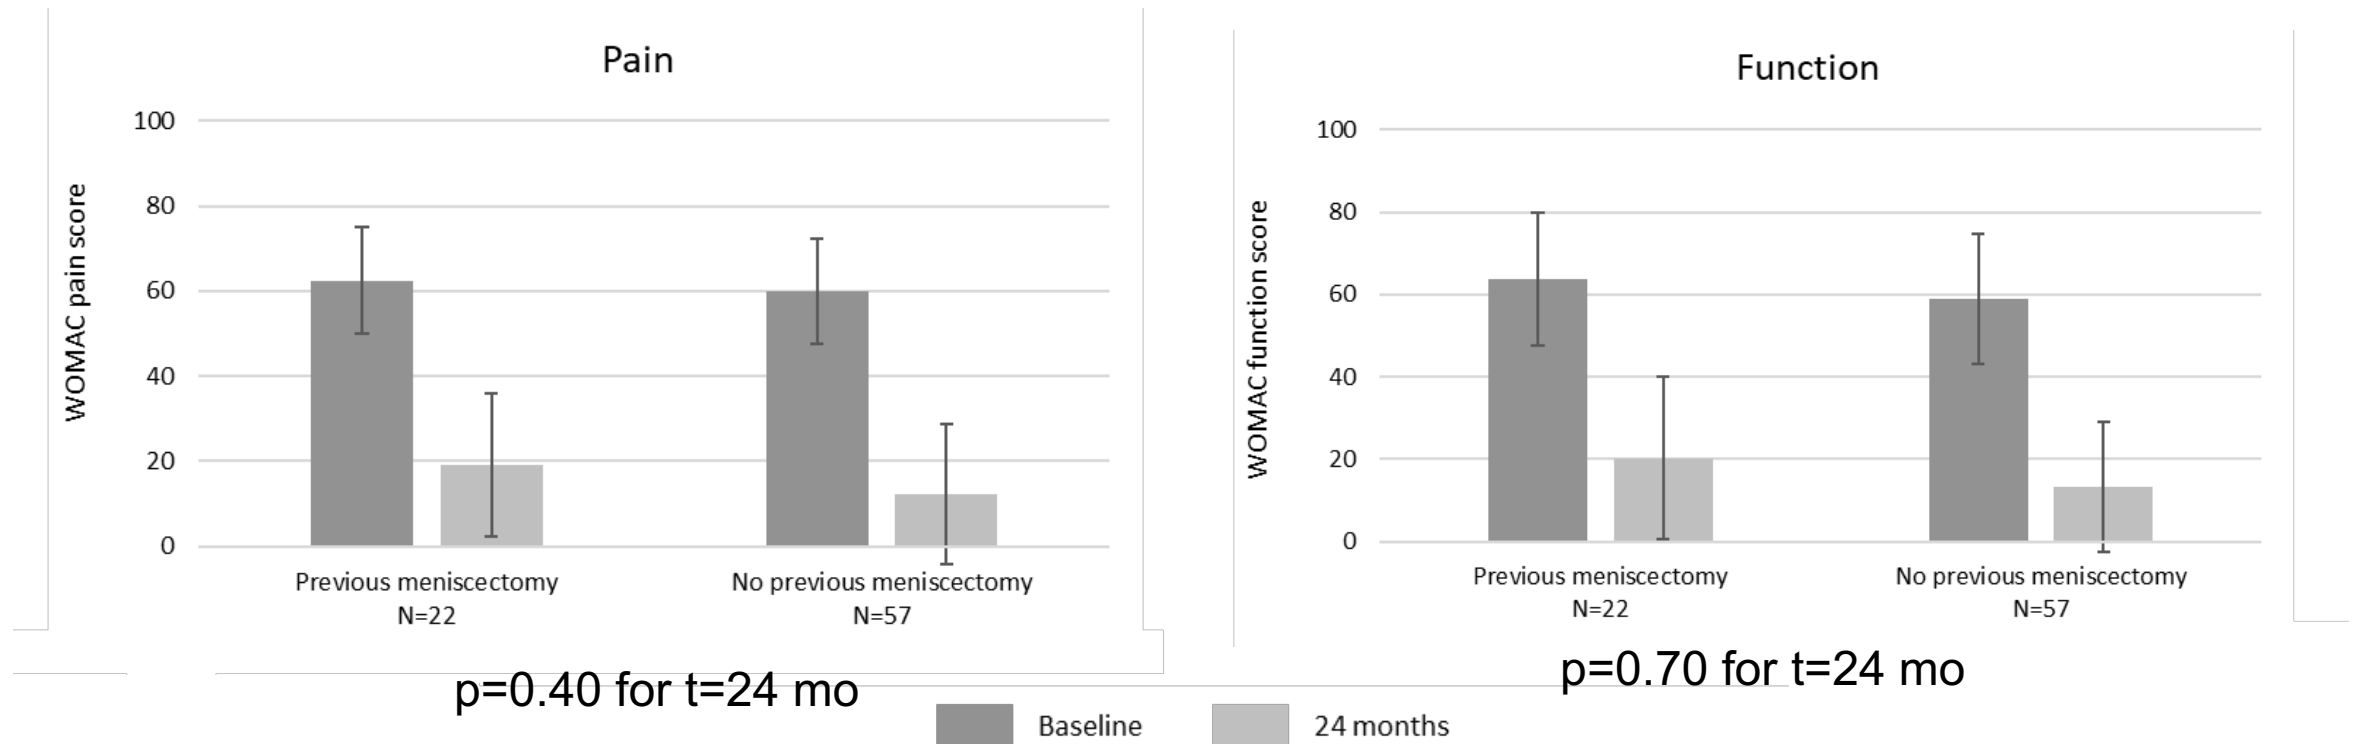 Pain
WOMAC pain score
100
80
60
40
20
0
Previous meniscectomy
N=22
No previous meniscectomy
N=57
p=0.40 for t=24 mo
Function
WOMAC function score
100
80
60
40
20
0
Previous meniscectomy
N=22
No previous meniscectomy
N=57
p=0.70 for t=24 mo
Baseline
24 months